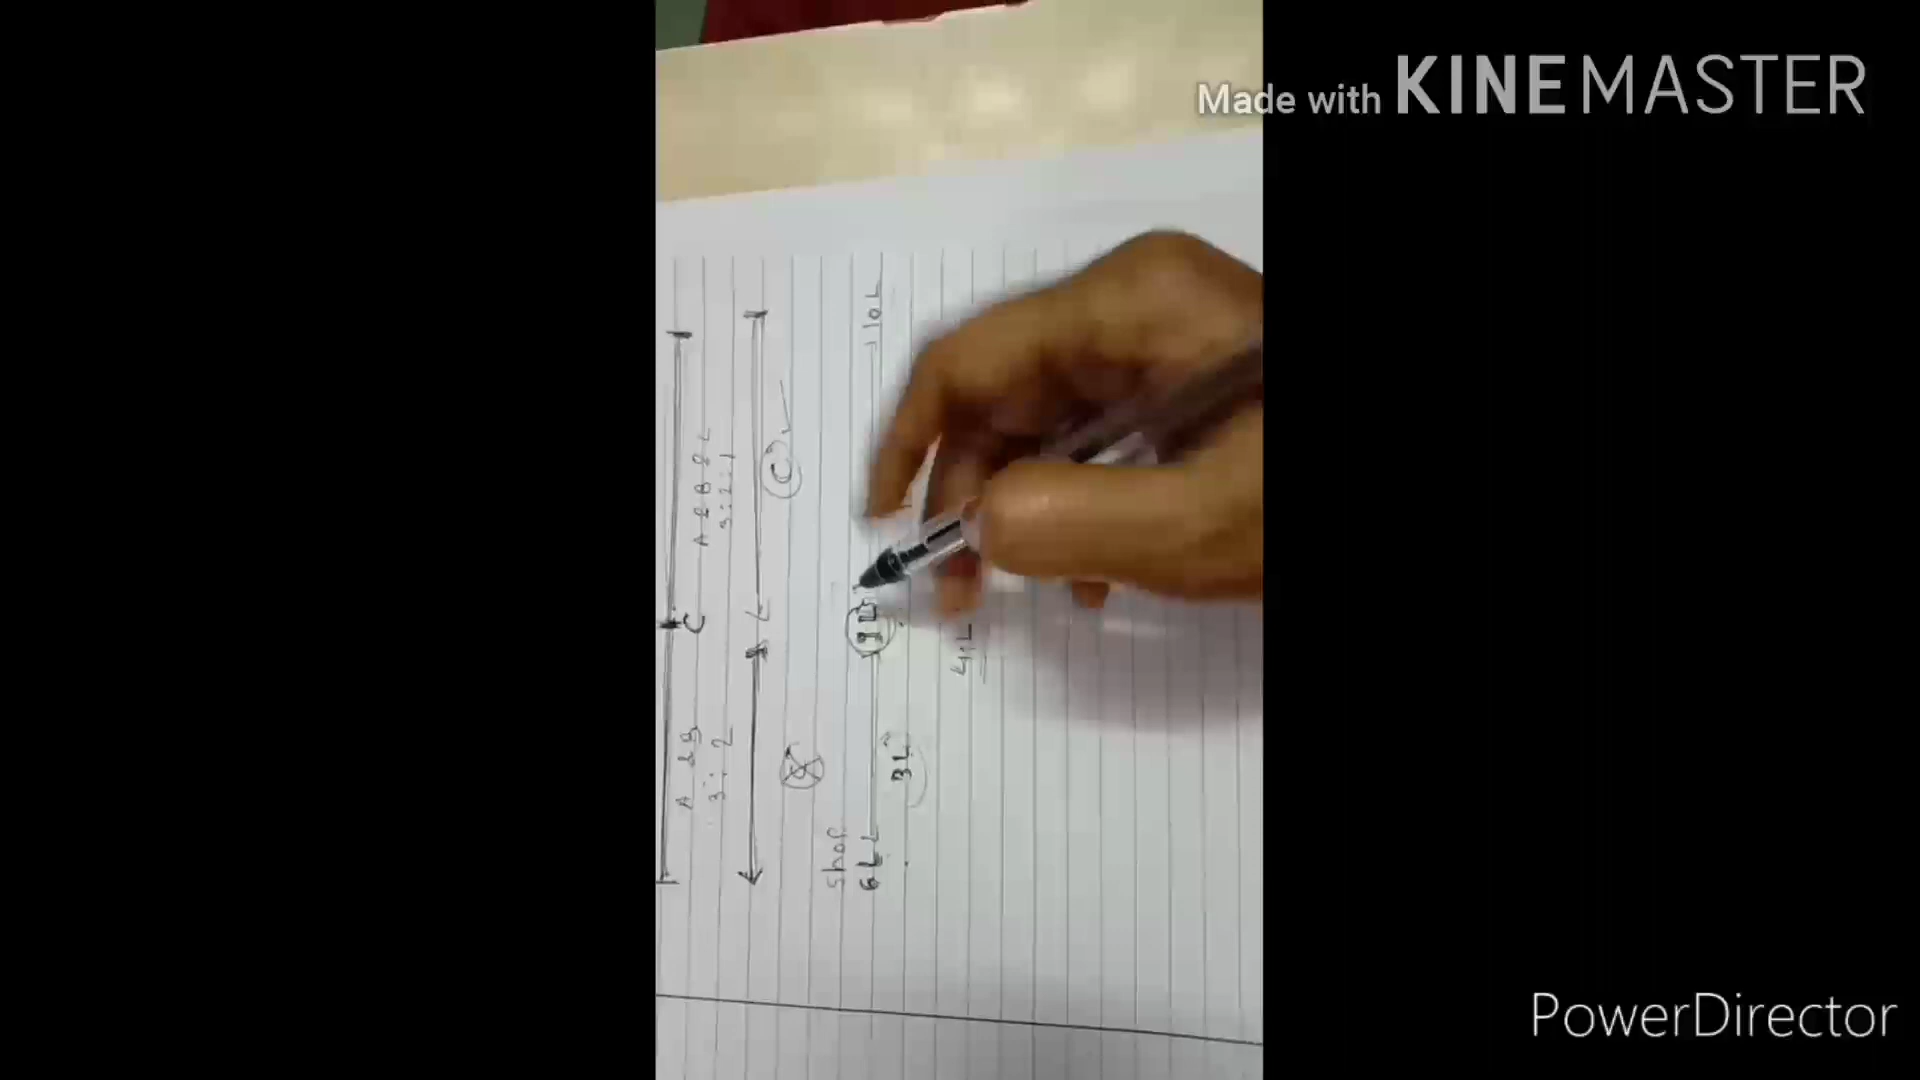 Made with KINEMASTER
C
A & B
3 : 2
3 : 2 : 1
C
shop
6L
9L
10L
3L
4L
PowerDirector